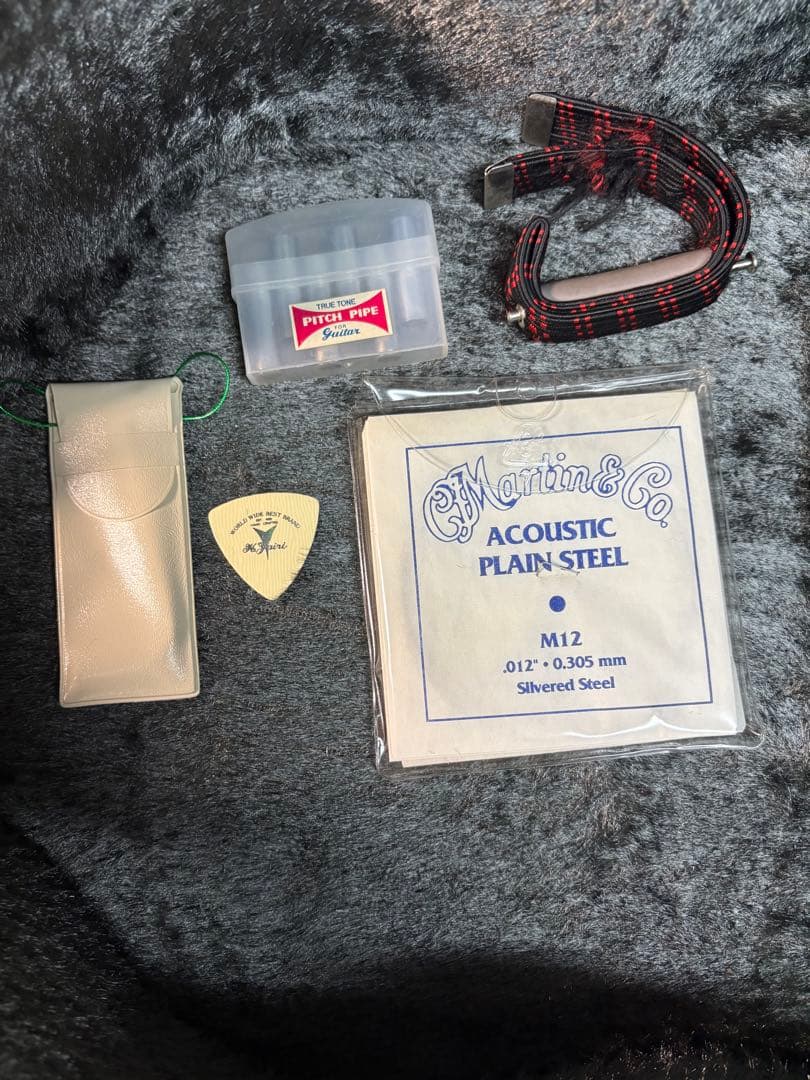 TRUE TONE
PITCH PIPE
FOR
Guitar
WORLD WIDE BEST BRAND
K.Yairi
C.F. Martin & Co.
ACOUSTIC
PLAIN STEEL
M12
.012" • 0.305 mm
Silvered Steel